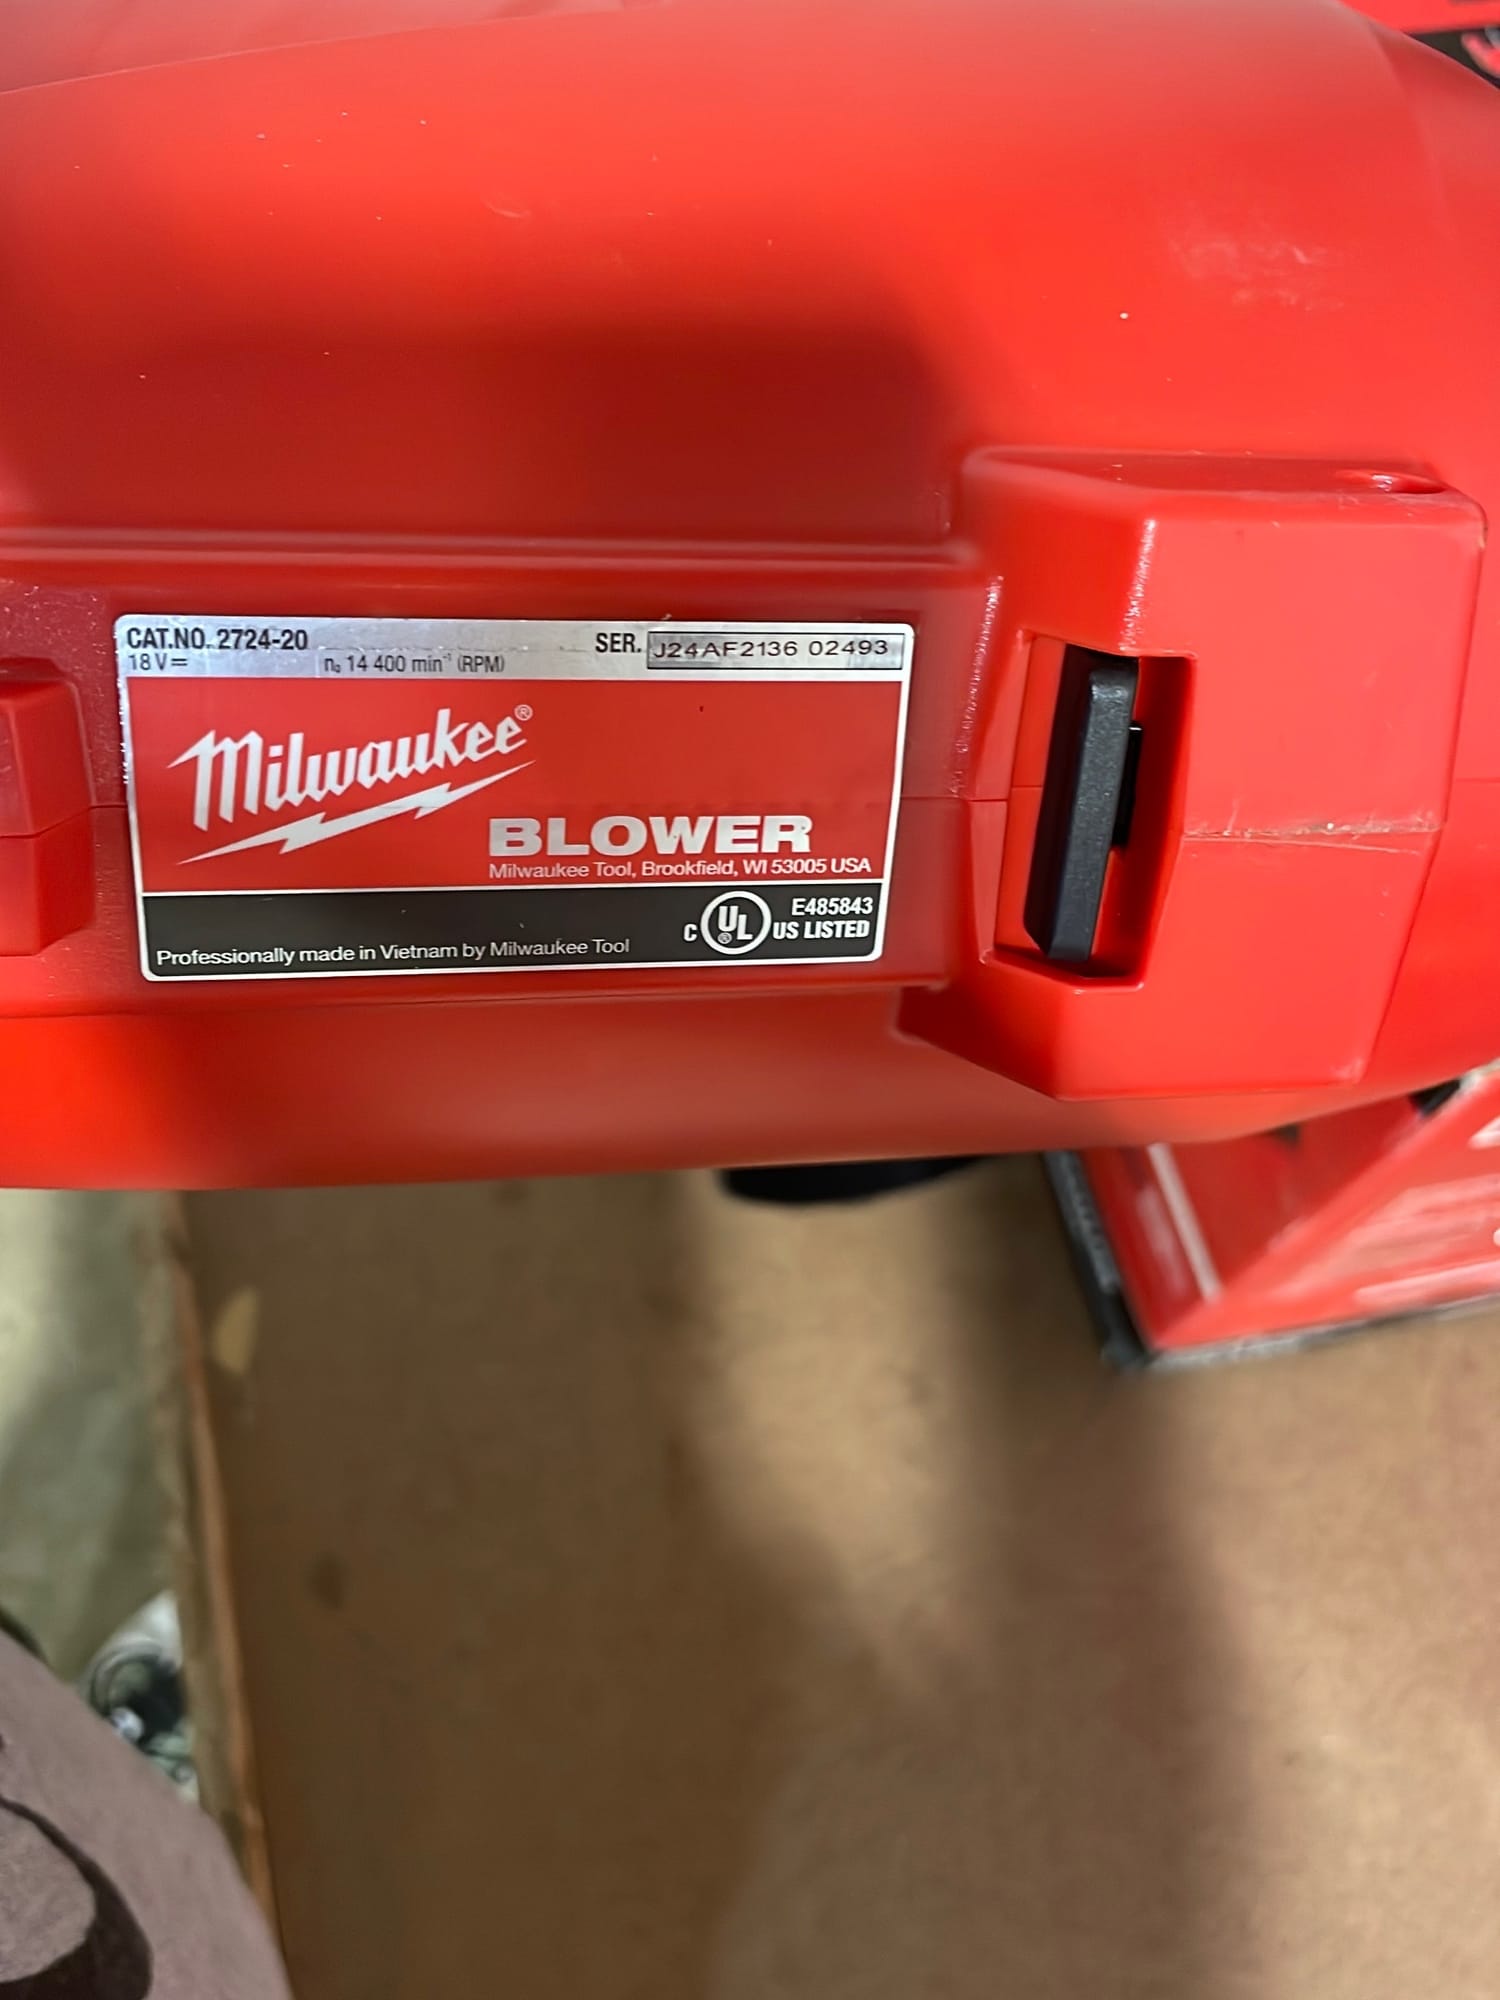 CAT.NO. 2724-20 SER. J24AF2136 02493
18 V⎓ n₀ 14 400 min⁻¹ (RPM)
Milwaukee®
BLOWER
Milwaukee Tool, Brookfield, WI 53005 USA
Professionally made in Vietnam by Milwaukee Tool
C UL® US LISTED
E485843